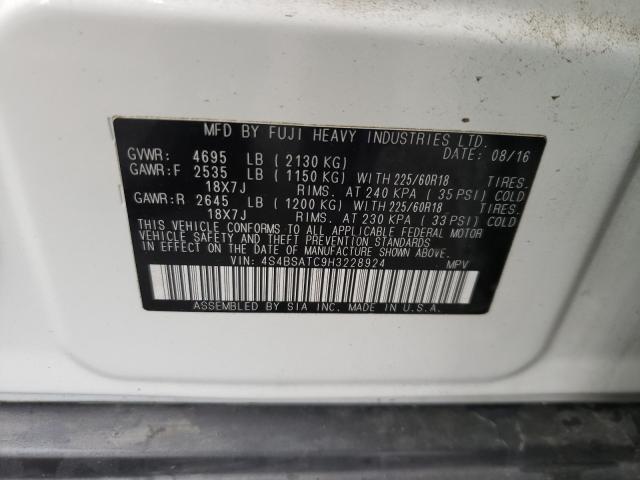 MFD BY FUJI HEAVY INDUSTRIES LTD.
GVWR: 4695 LB (2130 KG) DATE: 08/16
GAWR:F 2535 LB (1150 KG) WITH 225/60R18 TIRES.
18X7J RIMS. AT 240 KPA (35 PSI) COLD
GAWR:R 2645 LB (1200 KG) WITH 225/60R18 TIRES.
18X7J RIMS. AT 230 KPA (33 PSI) COLD
THIS VEHICLE CONFORMS TO ALL APPLICABLE FEDERAL MOTOR
VEHICLE SAFETY AND THEFT PREVENTION STANDARDS
IN EFFECT ON THE DATE OF MANUFACTURE SHOWN ABOVE.
VIN: 4S4BSATC9H3228924 MPV
ASSEMBLED BY SIA INC. IN U.S.A.